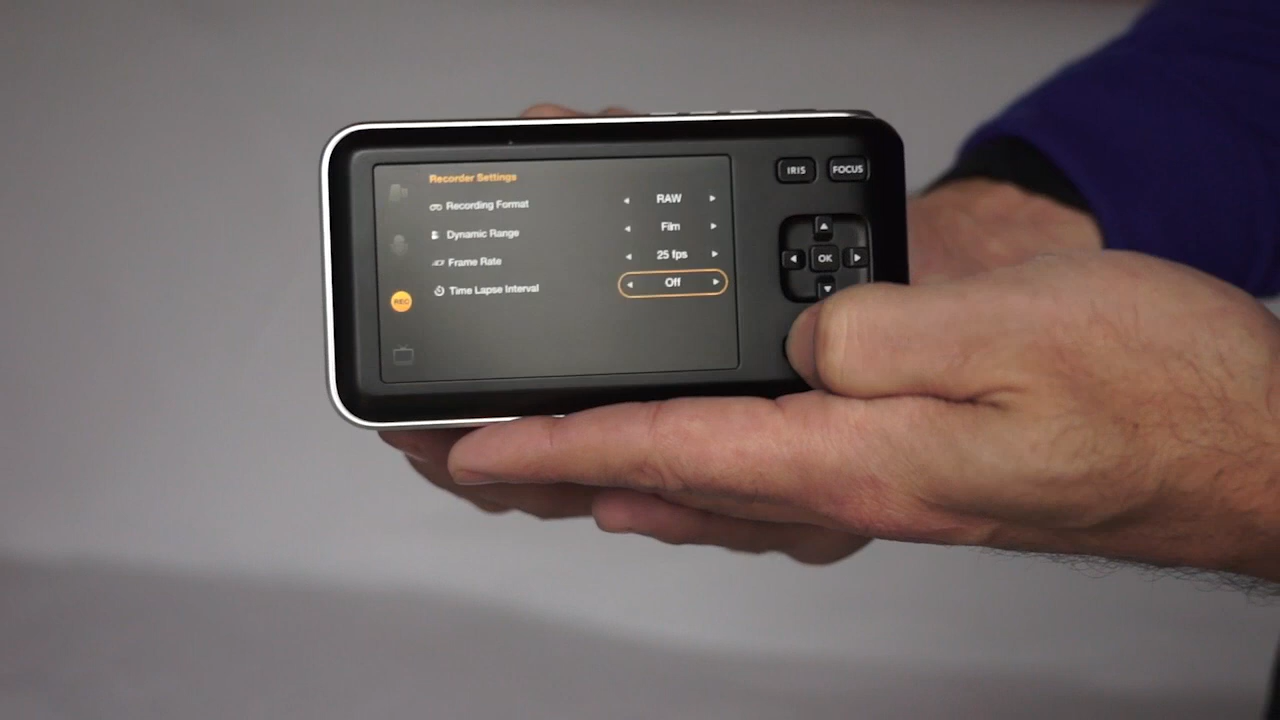 Recorder Settings
Recording Format RAW
Dynamic Range Film
Frame Rate 25 fps
Time Lapse Interval Off
REC
IRIS FOCUS
OK